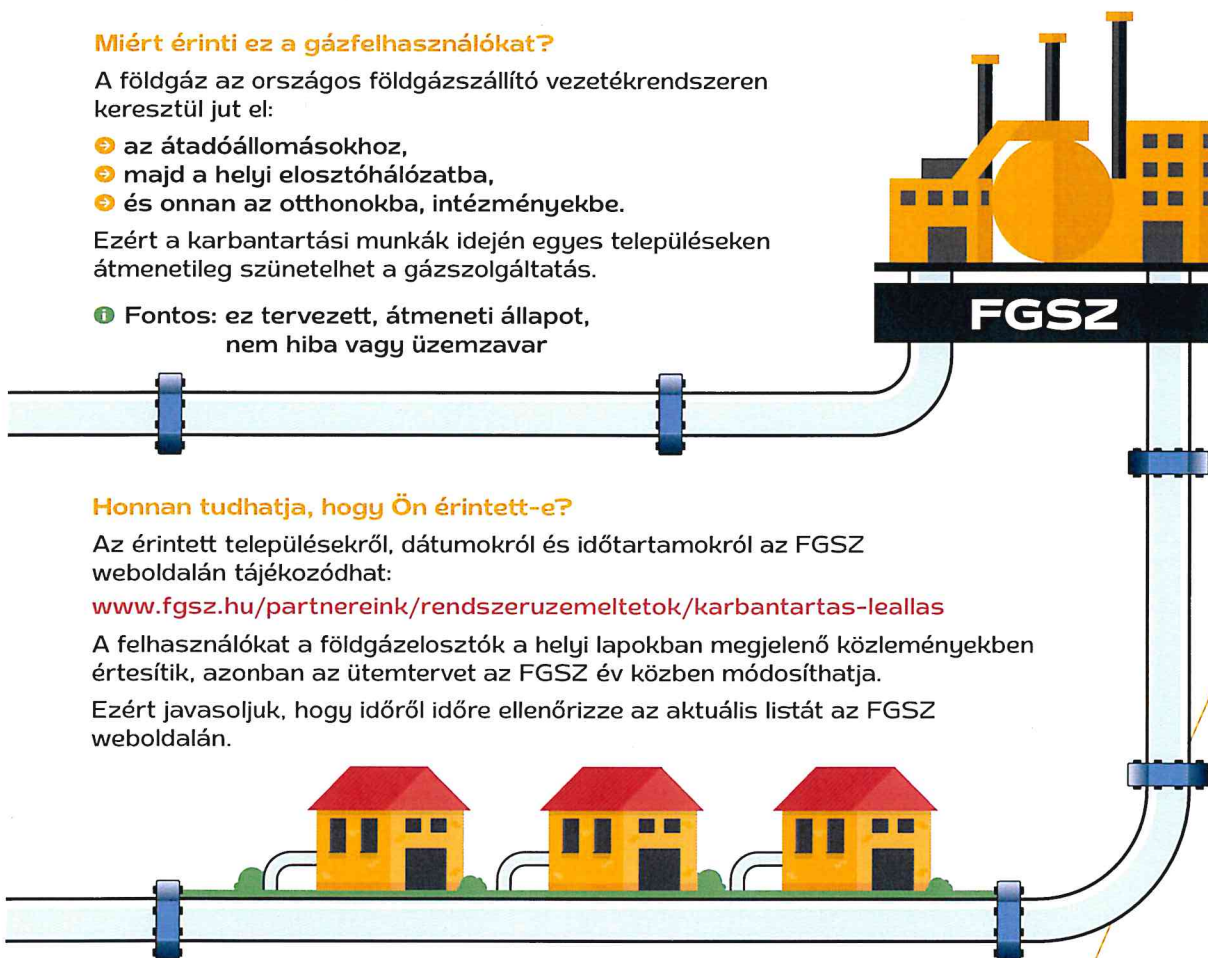 Miért érinti ez a gázfelhasználókat?
A földgáz az országos földgázszállító vezetékrendszeren
keresztül jut el:
az átadóállomásokhoz,
majd a helyi elosztóhálózatba,
és onnan az otthonokba, intézményekbe.
Ezért a karbantartási munkák idején egyes településeken
átmenetileg szünetelhet a gázszolgáltatás.
Fontos: ez tervezett, átmeneti állapot,
nem hiba vagy üzemzavar
FGSZ
Honnan tudhatja, hogy Ön érintett-e?
Az érintett településekről, dátumokról és időtartamokról az FGSZ
weboldalán tájékozódhat:
www.fgsz.hu/partnereink/rendszeruzemeltetok/karbantartas-leallas
A felhasználókat a földgázelosztók a helyi lapokban megjelenő közleményekben
értesítik, azonban az ütemtervet az FGSZ év közben módosíthatja.
Ezért javasoljuk, hogy időről időre ellenőrizze az aktuális listát az FGSZ
weboldalán.